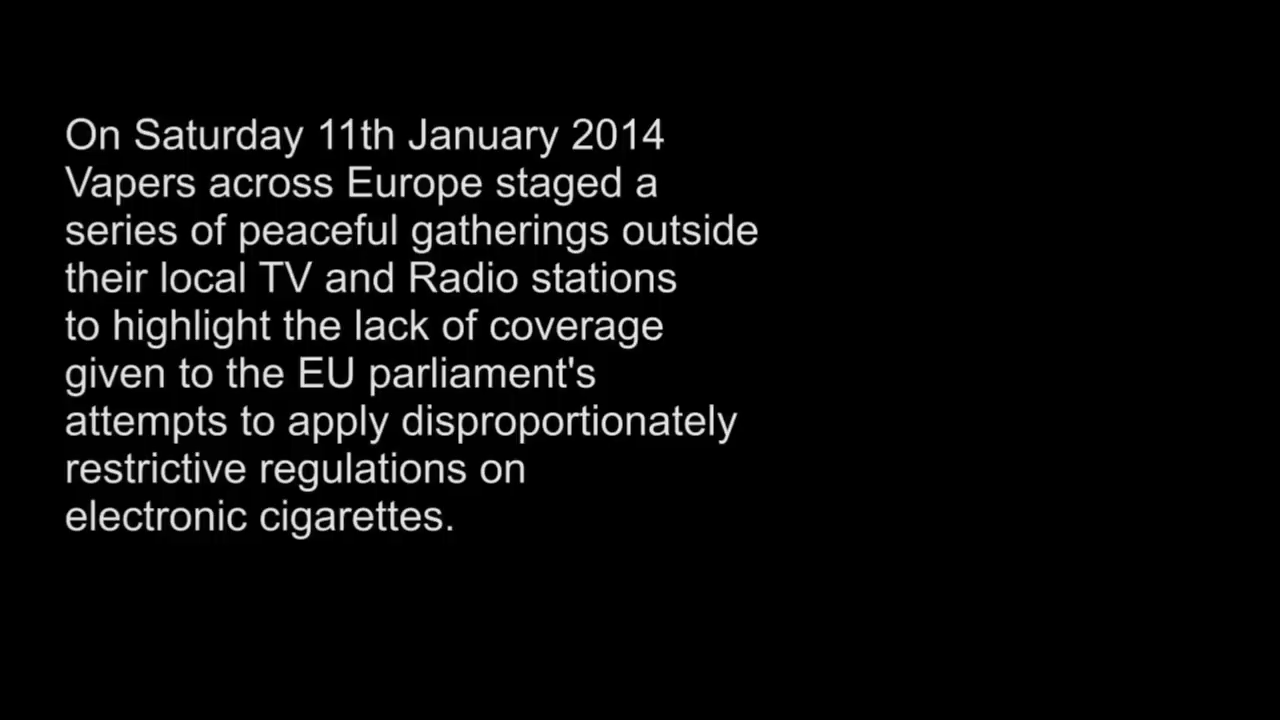 On Saturday 11th January 2014
Vapers across Europe staged a
series of peaceful gatherings outside
their local TV and Radio stations
to highlight the lack of coverage
given to the EU parliament's
attempts to apply disproportionately
restrictive regulations on
electronic cigarettes.